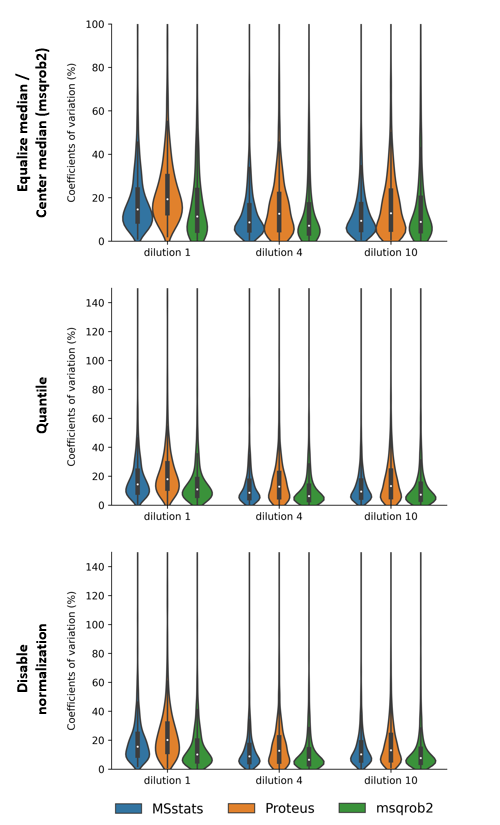 Equalize median /
Center median (msqrob2)
Coefficients of variation (%)
100
80
60
40
20
0
dilution 1
dilution 4
dilution 10
Quantile
Coefficients of variation (%)
140
120
100
80
60
40
20
0
dilution 1
dilution 4
dilution 10
Disable
normalization
Coefficients of variation (%)
140
120
100
80
60
40
20
0
dilution 1
dilution 4
dilution 10
MSstats
Proteus
msqrob2